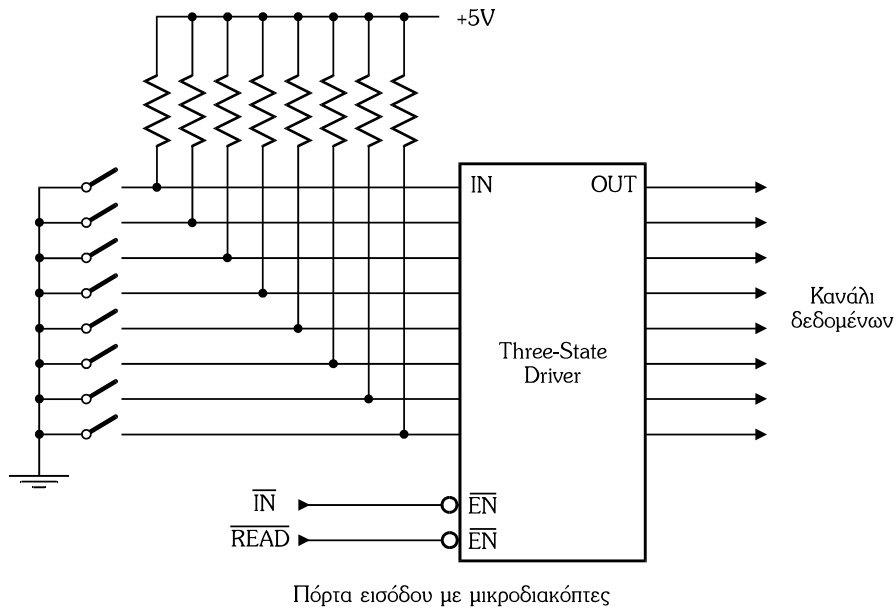 +5V
IN OUT
Κανάλι
δεδομένων
Three-State
Driver
IN EN
READ EN
Πόρτα εισόδου με μικροδιακόπτες